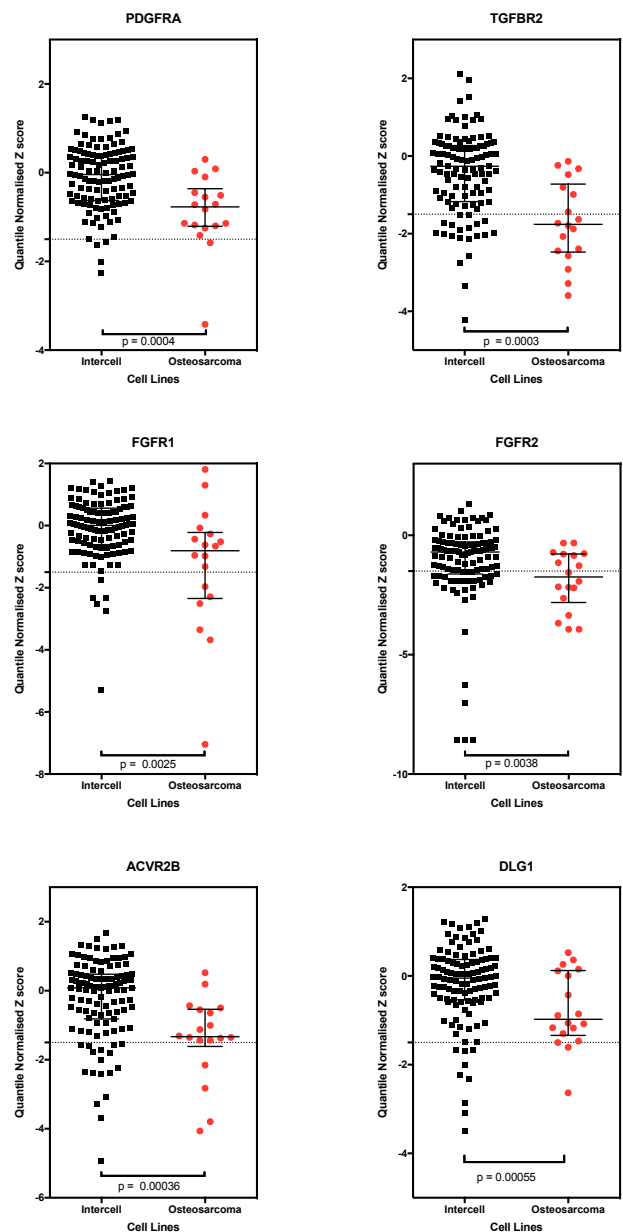 PDGFRA
Quantile Normalised Z score
2
0
-2
-4
p = 0.0004
Intercell Osteosarcoma
Cell Lines
TGFBR2
Quantile Normalised Z score
2
0
-2
-4
p = 0.0003
Intercell Osteosarcoma
Cell Lines
FGFR1
Quantile Normalised Z score
2
0
-2
-4
-6
-8
p = 0.0025
Intercell Osteosarcoma
Cell Lines
FGFR2
Quantile Normalised Z score
0
-5
-10
p = 0.0038
Intercell Osteosarcoma
Cell Lines
ACVR2B
Quantile Normalised Z score
2
0
-2
-4
-6
p = 0.00036
Intercell Osteosarcoma
Cell Lines
DLG1
Quantile Normalised Z score
2
0
-2
-4
p = 0.00055
Intercell Osteosarcoma
Cell Lines